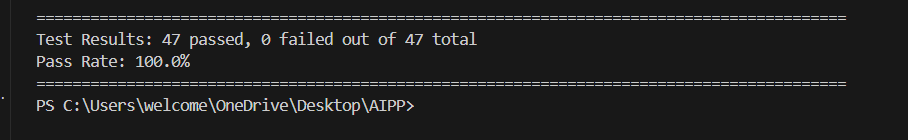 ==========================================================================================
Test Results: 47 passed, 0 failed out of 47 total
Pass Rate: 100.0%
==========================================================================================
PS C:\Users\welcome\OneDrive\Desktop\AIPP>